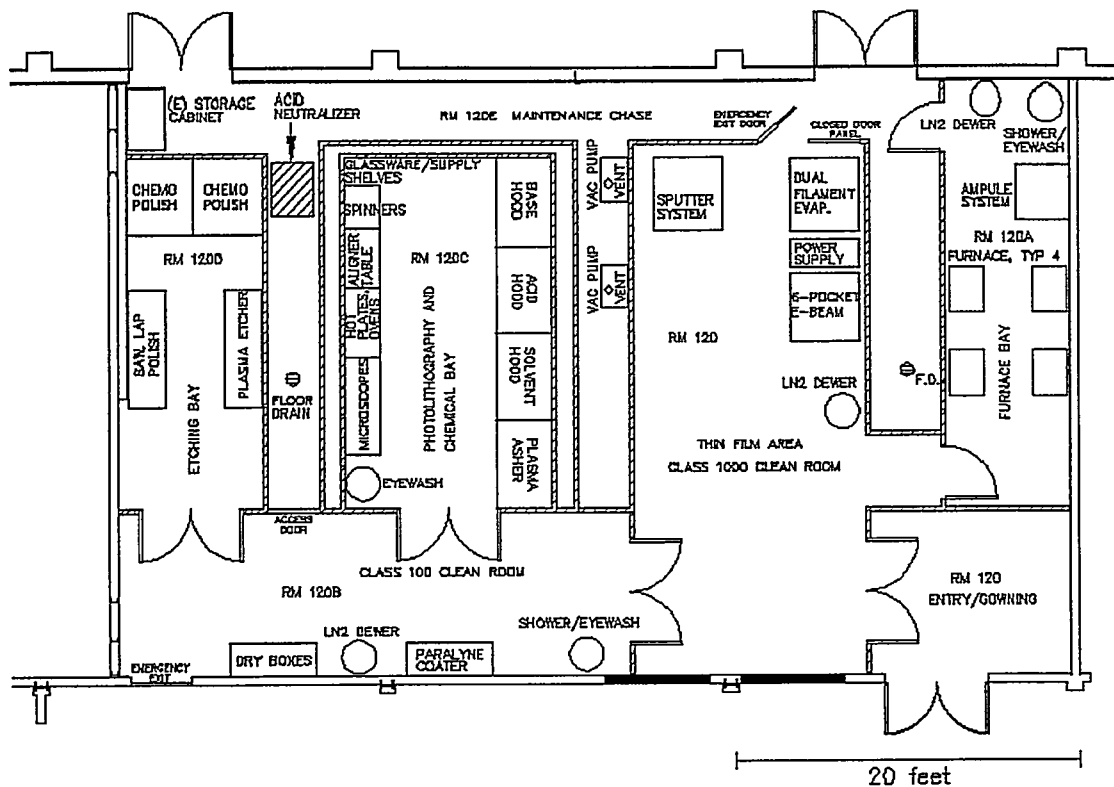 (E) STORAGE
CABINET
ACID
NEUTRALIZER
RM 120E MAINTENANCE CHASE
EMERGENCY
EXIT DOOR
CLOSED DOOR
PANEL
LN2 DEWER
SHOWER/
EYEWASH
CHEMO
POLISH
CHEMO
POLISH
GLASSWARE/SUPPLY
SHELVES
SPINNERS
ALIGNER
TABLE
HOT
PLATES,
OVENS
MICROSCOPES
EYEWASH
RM 120C
PHOTOLITHOGRAPHY AND
CHEMICAL BAY
BASE
HOOD
ACID
HOOD
SOLVENT
HOOD
PLASMA
ASHER
VAC PUMP
VENT
VAC PUMP
VENT
SPUTTER
SYSTEM
DUAL
FILAMENT
EVAP.
POWER
SUPPLY
6-POCKET
E-BEAM
RM 120
LN2 DEWER
THIN FILM AREA
CLASS 1000 CLEAN ROOM
AMPULE
SYSTEM
RM 120A
FURNACE, TYP 4
FURNACE BAY
F.D.
RM 120D
PLASMA ETCHER
ETCHING BAY
FLOOR
DRAIN
ACCESS
DOOR
CLASS 100 CLEAN ROOM
RM 120B
LN2 DEWER
SHOWER/EYEWASH
DRY BOXES
PARALYNE
COATER
EMERGENCY
EXIT
RM 120
ENTRY/GOWNING
20 feet